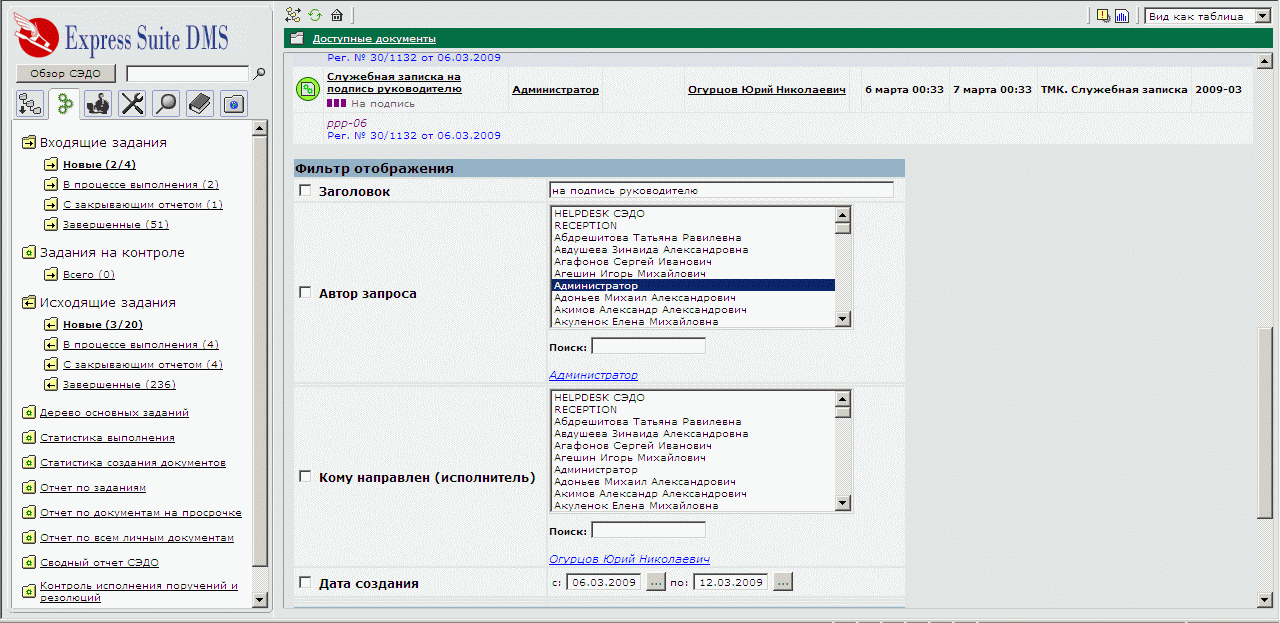 Express Suite DMS
Обзор СЭДО
Входящие задания
Новые (2/4)
В процессе выполнения (2)
С закрывающим отчетом (1)
Завершенные (51)
Задания на контроле
Всего (0)
Исходящие задания
Новые (3/20)
В процессе выполнения (4)
С закрывающим отчетом (4)
Завершенные (236)
Дерево основных заданий
Статистика выполнения
Статистика создания документов
Отчет по заданиям
Отчет по документам на просрочке
Отчет по всем личным документам
Сводный отчет СЭДО
Контроль исполнения поручений и
резолюций
Вид как таблица
Доступные документы
Рег. № 30/1132 от 06.03.2009
Служебная записка на
подпись руководителю
На подпись
Администратор
Огурцов Юрий Николаевич
6 марта 00:33
7 марта 00:33
ТМК. Служебная записка
2009-03
ppp-06
Рег. № 30/1132 от 06.03.2009
Фильтр отображения
Заголовок
на подпись руководителю
Автор запроса
HELPDESK СЭДО
RECEPTION
Абдрешитова Татьяна Равилевна
Авдушева Зинаида Александровна
Агафонов Сергей Иванович
Агешин Игорь Михайлович
Администратор
Адоньев Михаил Александрович
Акимов Александр Александрович
Акуленок Елена Михайловна
Поиск:
Администратор
Кому направлен (исполнитель)
HELPDESK СЭДО
RECEPTION
Абдрешитова Татьяна Равилевна
Авдушева Зинаида Александровна
Агафонов Сергей Иванович
Агешин Игорь Михайлович
Администратор
Адоньев Михаил Александрович
Акимов Александр Александрович
Акуленок Елена Михайловна
Поиск:
Огурцов Юрий Николаевич
Дата создания
с: 06.03.2009 ... по: 12.03.2009 ...